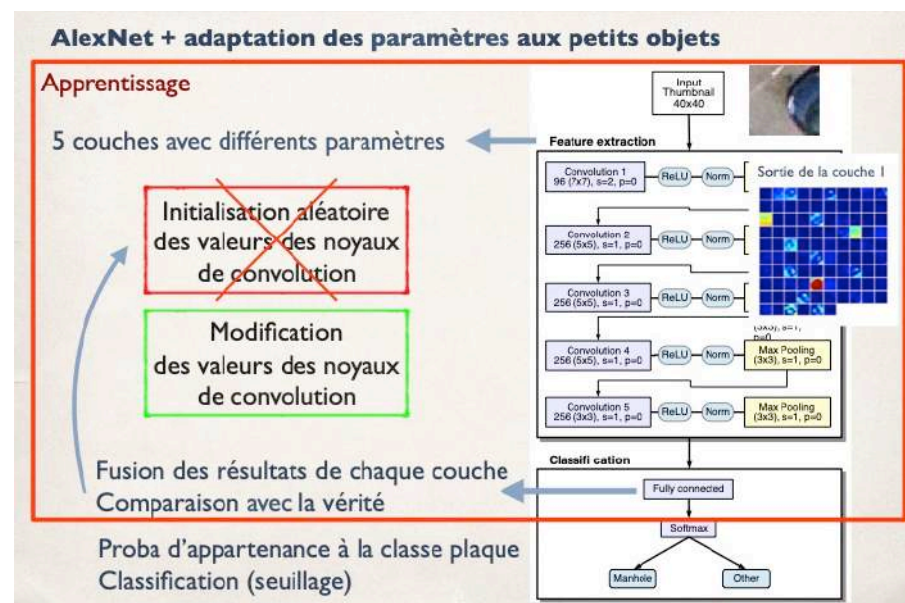 AlexNet + adaptation des paramètres aux petits objets
Apprentissage
5 couches avec différents paramètres
Initialisation aléatoire
des valeurs des noyaux
de convolution
Modification
des valeurs des noyaux
de convolution
Fusion des résultats de chaque couche
Comparaison avec la vérité
Proba d'appartenance à la classe plaque
Classification (seuillage)
Input
Thumbnail
40x40
Feature extraction
Convolution 1
96 (7x7), s=2, p=0
ReLU
Norm
Sortie de la couche 1
Convolution 2
256 (5x5), s=1, p=0
ReLU
Norm
Convolution 3
256 (5x5), s=1, p=0
ReLU
Norm
(3x3), s=1,
p=0
Convolution 4
256 (5x5), s=1, p=0
ReLU
Norm
Max Pooling
(3x3), s=1, p=0
Convolution 5
256 (3x3), s=1, p=0
ReLU
Norm
Max Pooling
(3x3), s=1, p=0
Classifi cation
Fully connected
Softmax
Manhole
Other